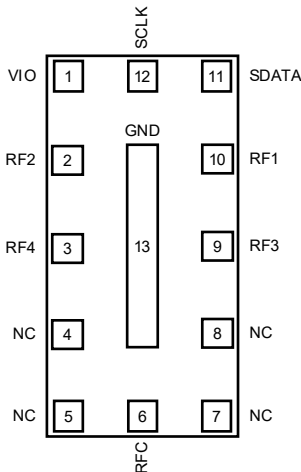 SCLK
VIO 1 12 11 SDATA
GND
RF2 2 10 RF1
RF4 3 13 9 RF3
NC 4 8 NC
NC 5 6 7 NC
RFC